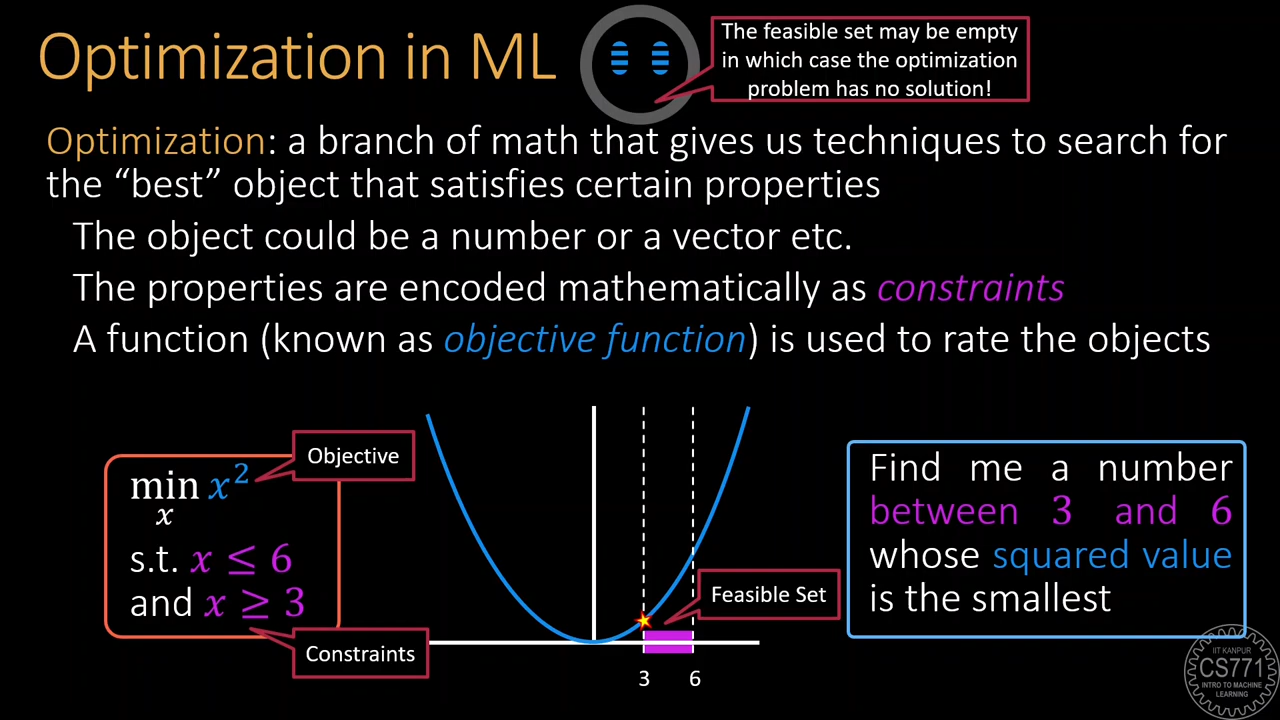 Optimization in ML
The feasible set may be empty
in which case the optimization
problem has no solution!
Optimization: a branch of math that gives us techniques to search for
the “best” object that satisfies certain properties
The object could be a number or a vector etc.
The properties are encoded mathematically as constraints
A function (known as objective function) is used to rate the objects
Objective
min x²
x
s.t. x ≤ 6
and x ≥ 3
Constraints
Feasible Set
3 6
Find me a number
between 3 and 6
whose squared value
is the smallest
IIT KANPUR
CS771
INTRO TO MACHINE
LEARNING